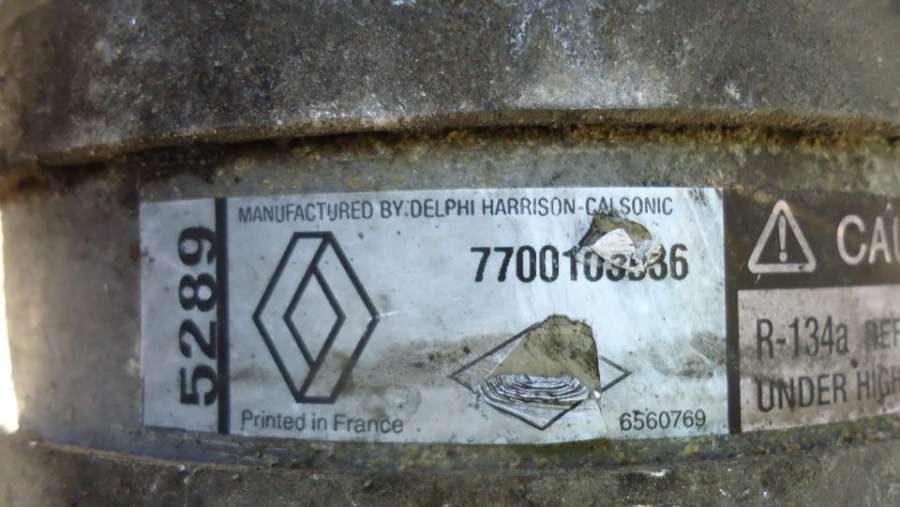 5289
MANUFACTURED BY.DELPHI HARRISON-CALSONIC
Printed in France
6560769
R-134a
UNDER HIGH